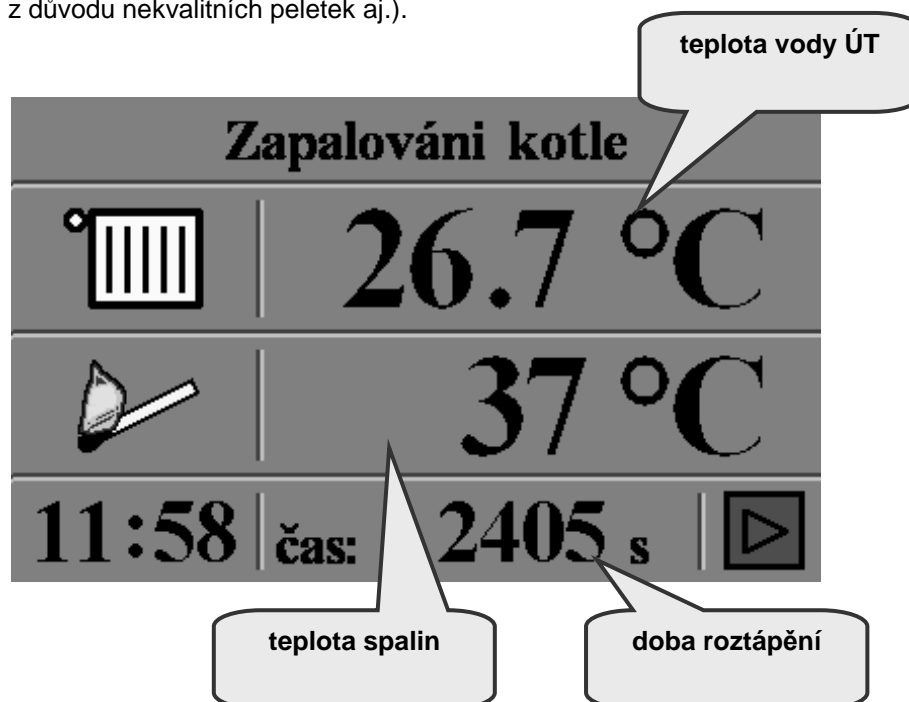 z důvodu nekvalitních peletek aj.).
teplota vody ÚT
Zapalováni kotle
26.7 °C
37 °C
11:58 čas: 2405 s
teplota spalin
doba roztápění